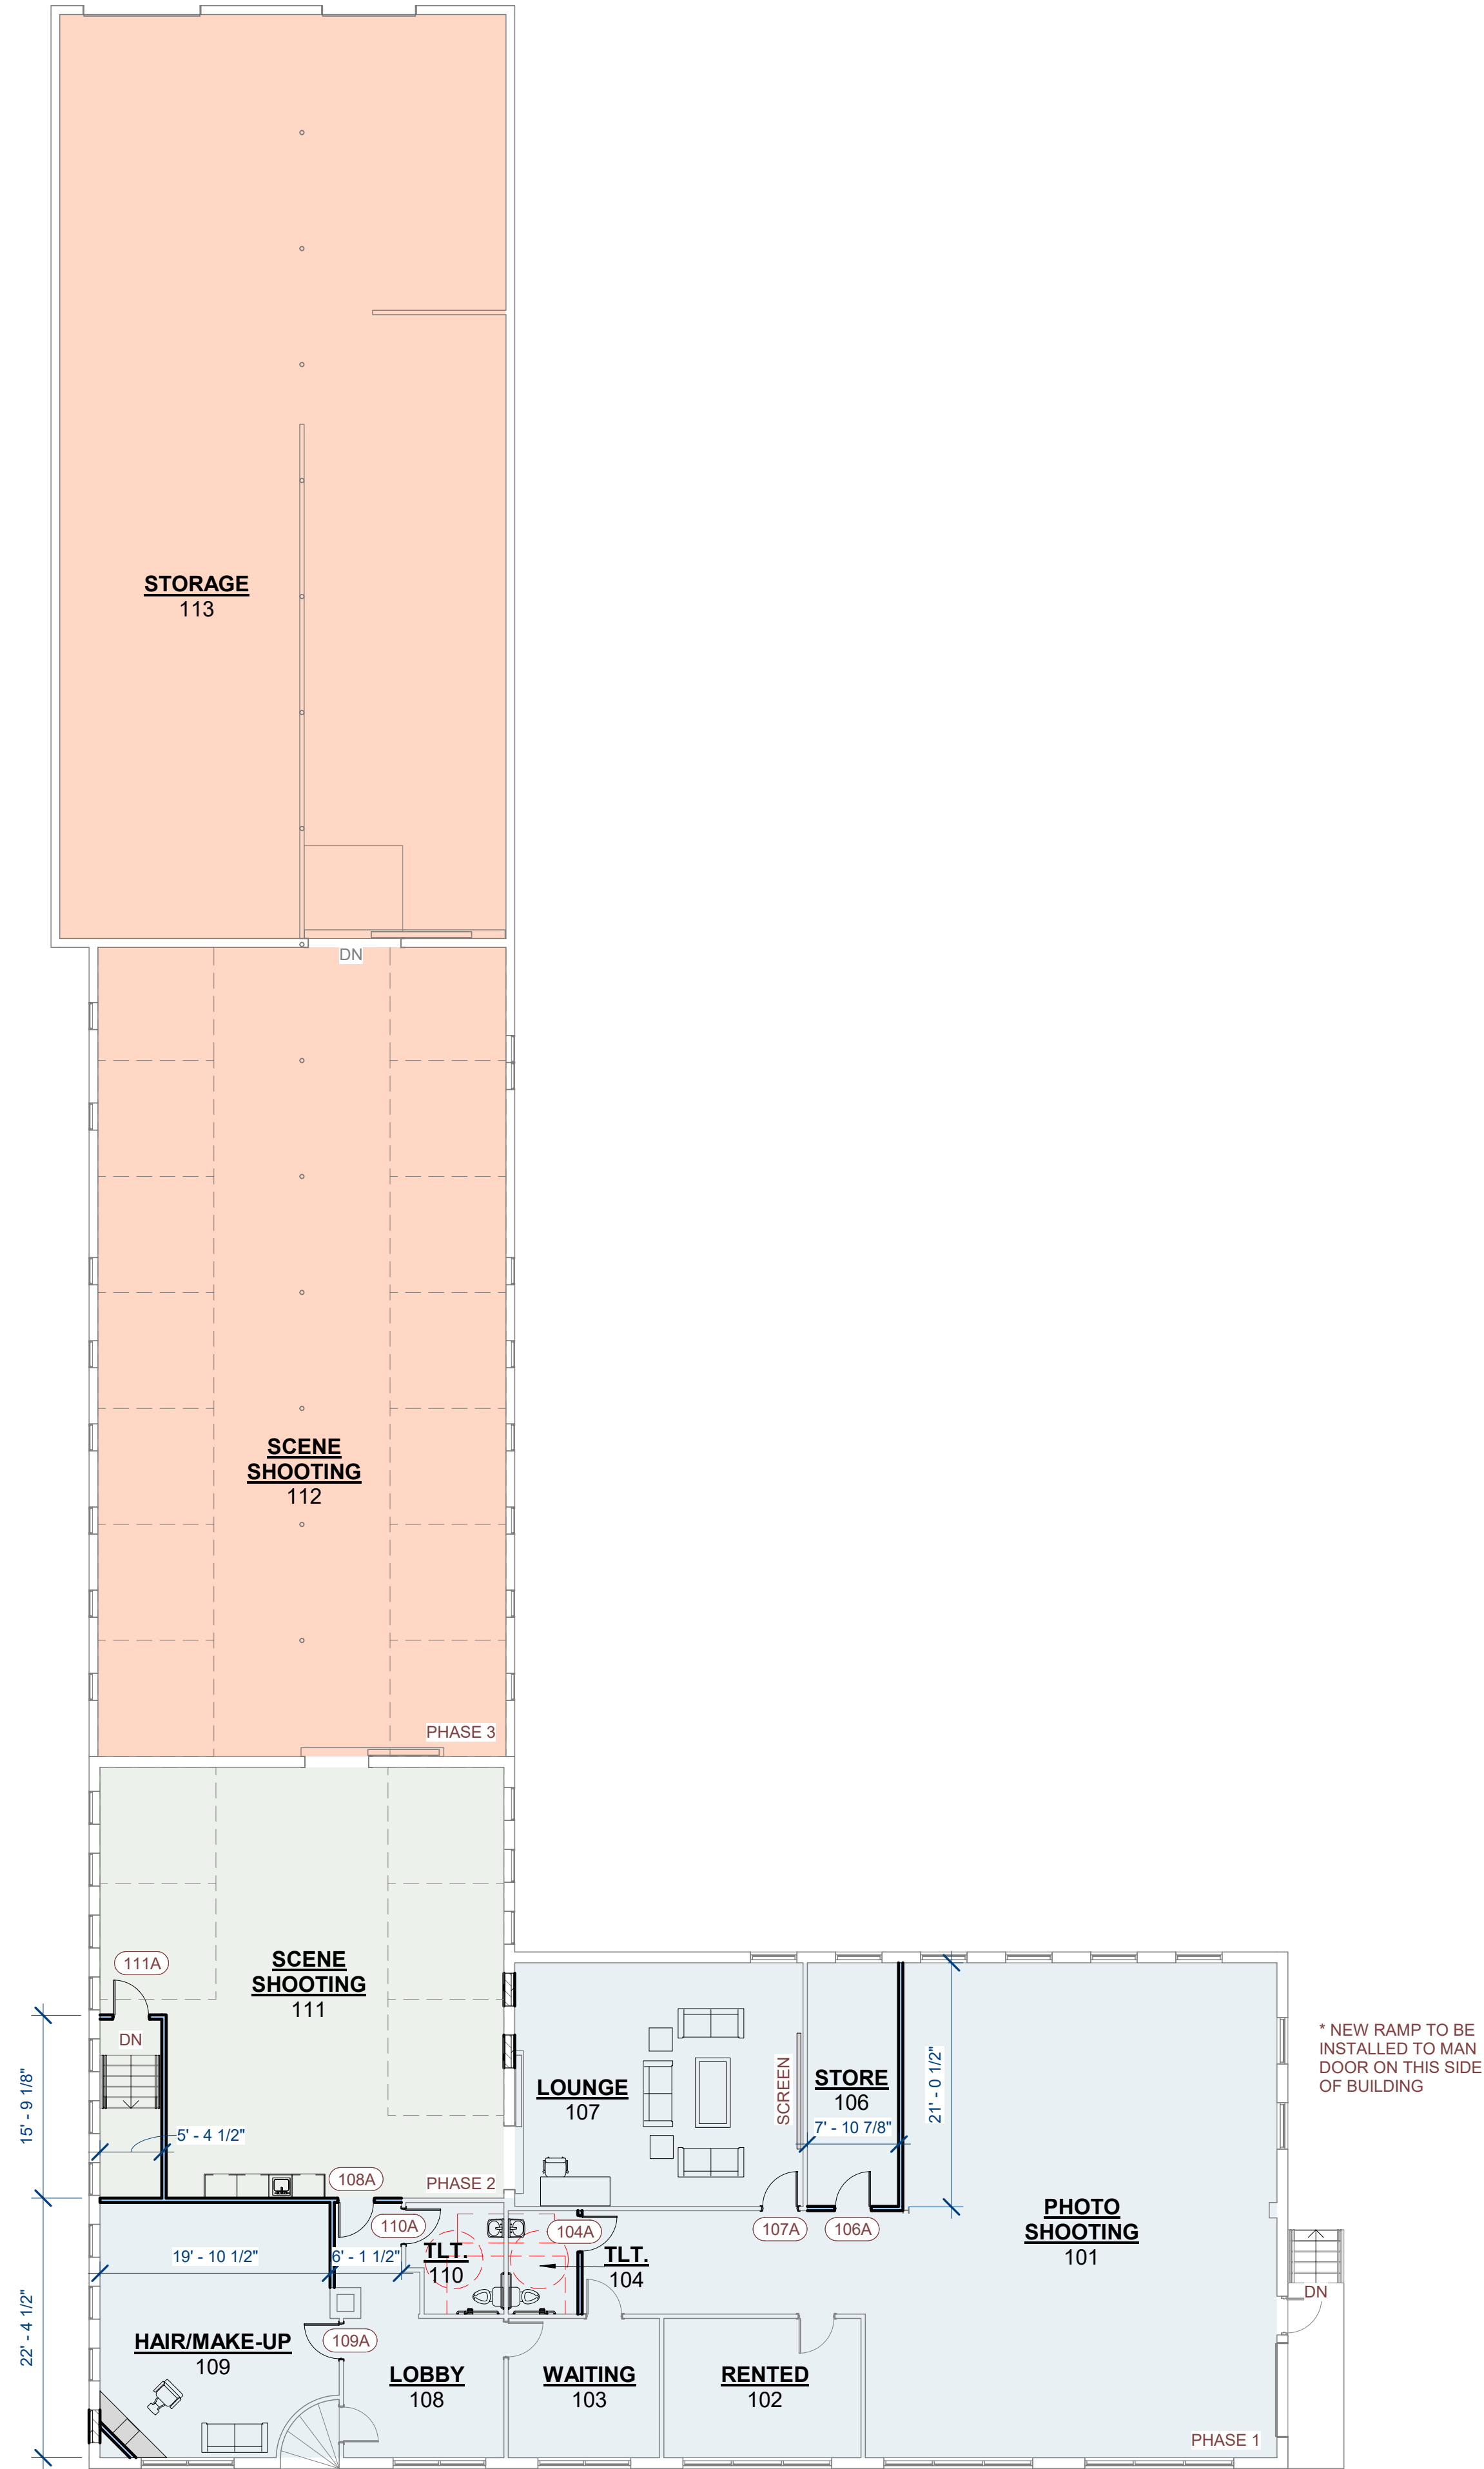 STORAGE
113
DN
SCENE
SHOOTING
112
PHASE 3
111A
SCENE
SHOOTING
111
DN
15' - 9 1/8"
5' - 4 1/2"
PHASE 2
LOUNGE
107
SCREEN
STORE
106
7' - 10 7/8"
21' - 0 1/2"
* NEW RAMP TO BE
INSTALLED TO MAN
DOOR ON THIS SIDE
OF BUILDING
108A
110A
104A
107A
106A
19' - 10 1/2"
6' - 1 1/2"
TLT.
110
TLT.
104
PHOTO
SHOOTING
101
DN
22' - 4 1/2"
HAIR/MAKE-UP
109
109A
LOBBY
108
WAITING
103
RENTED
102
PHASE 1